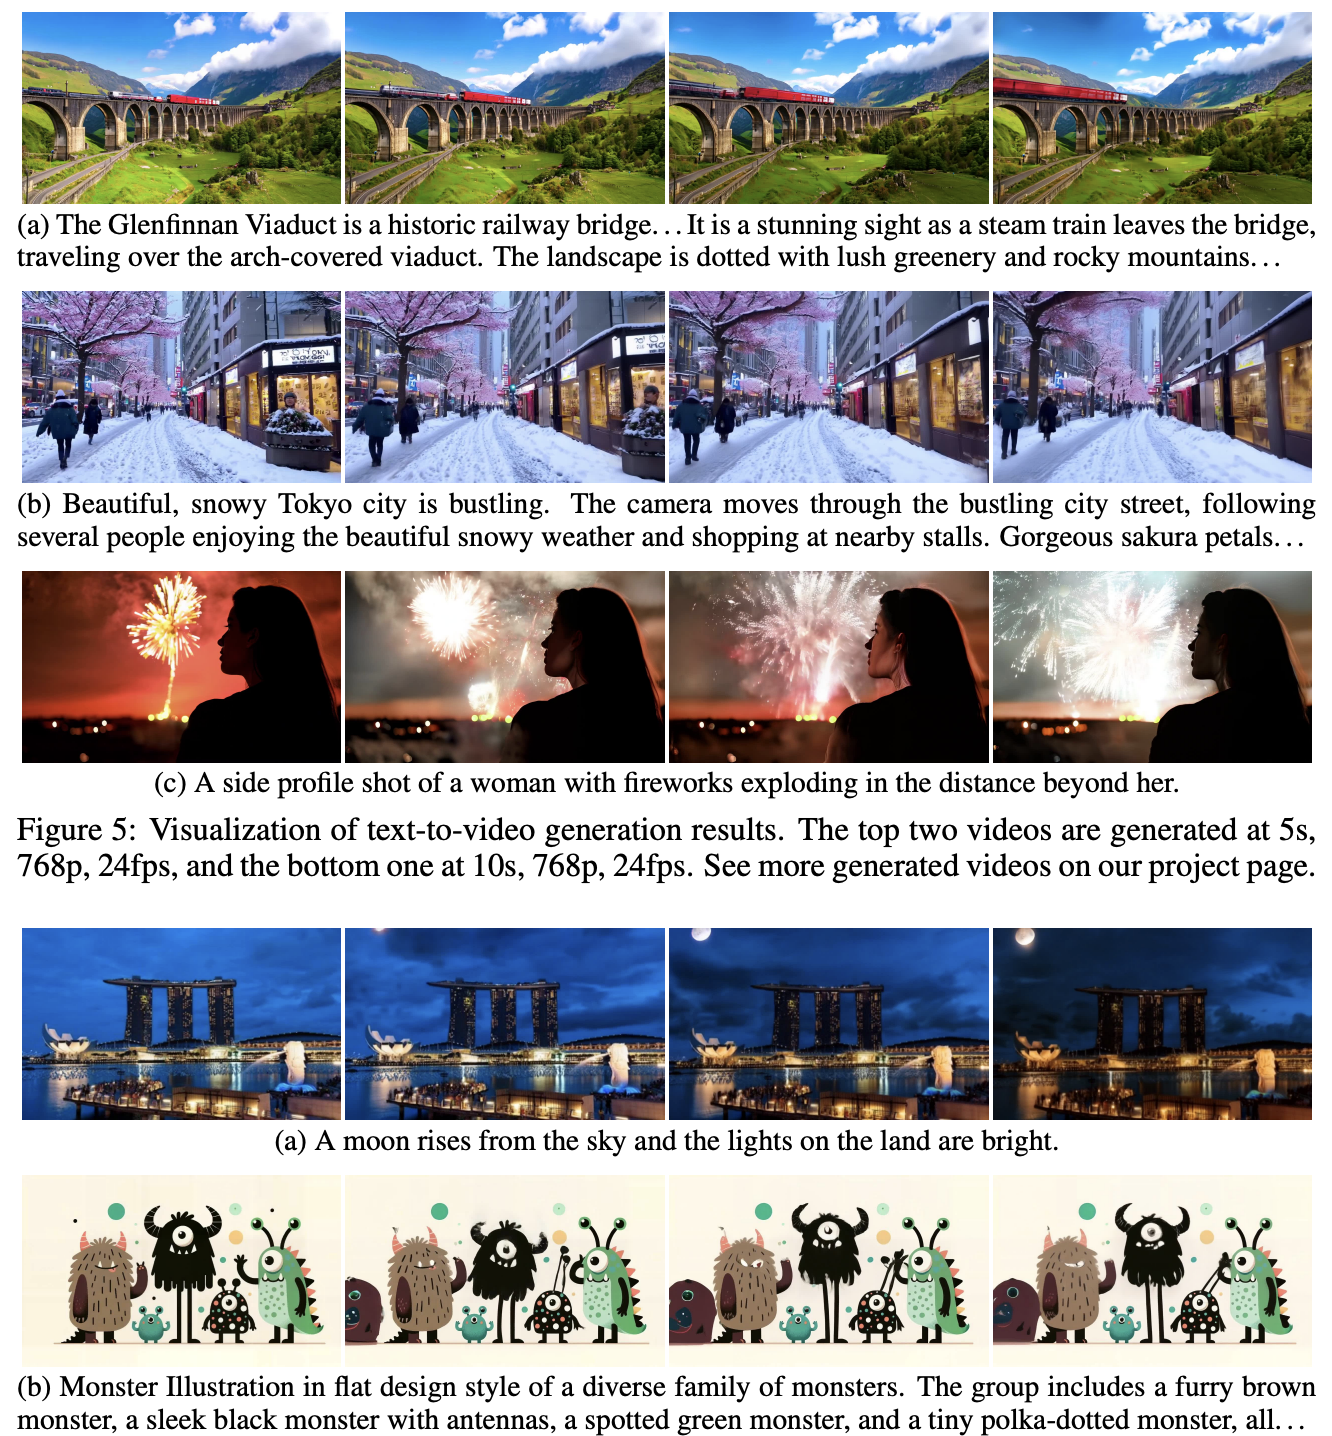 (a) The Glenfinnan Viaduct is a historic railway bridge...It is a stunning sight as a steam train leaves the bridge,
traveling over the arch-covered viaduct. The landscape is dotted with lush greenery and rocky mountains...
(b) Beautiful, snowy Tokyo city is bustling. The camera moves through the bustling city street, following
several people enjoying the beautiful snowy weather and shopping at nearby stalls. Gorgeous sakura petals...
(c) A side profile shot of a woman with fireworks exploding in the distance beyond her.
Figure 5: Visualization of text-to-video generation results. The top two videos are generated at 5s,
768p, 24fps, and the bottom one at 10s, 768p, 24fps. See more generated videos on our project page.
(a) A moon rises from the sky and the lights on the land are bright.
(b) Monster Illustration in flat design style of a diverse family of monsters. The group includes a furry brown
monster, a sleek black monster with antennas, a spotted green monster, and a tiny polka-dotted monster, all...